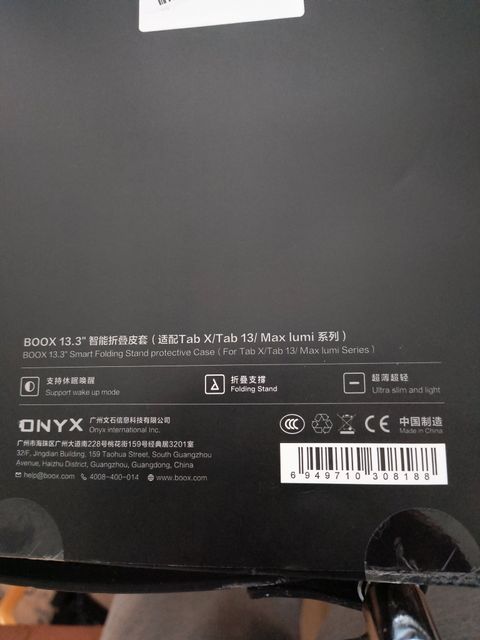 BOOX 13.3" 智能折叠皮套（适配Tab X/Tab 13/ Max lumi 系列）
BOOX 13.3" Smart Folding Stand protective Case ( For Tab X/Tab 13/ Max lumi Series )
支持休眠唤醒
Support wake up mode
折叠支撑
Folding Stand
超薄超轻
Ultra slim and light
ONYX
广州文石信息科技有限公司
Onyx international Inc.
CCC
CE
中国制造
Made in China
广州市海珠区广州大道南228号桃花街159号经典居3201室
32/F, Jingdian Building, 159 Taohua Street, South Guangzhou
Avenue, Haizhu District, Guangzhou, Guangdong, China
help@boox.com
4008-400-014
www.boox.com
6 949710 308188